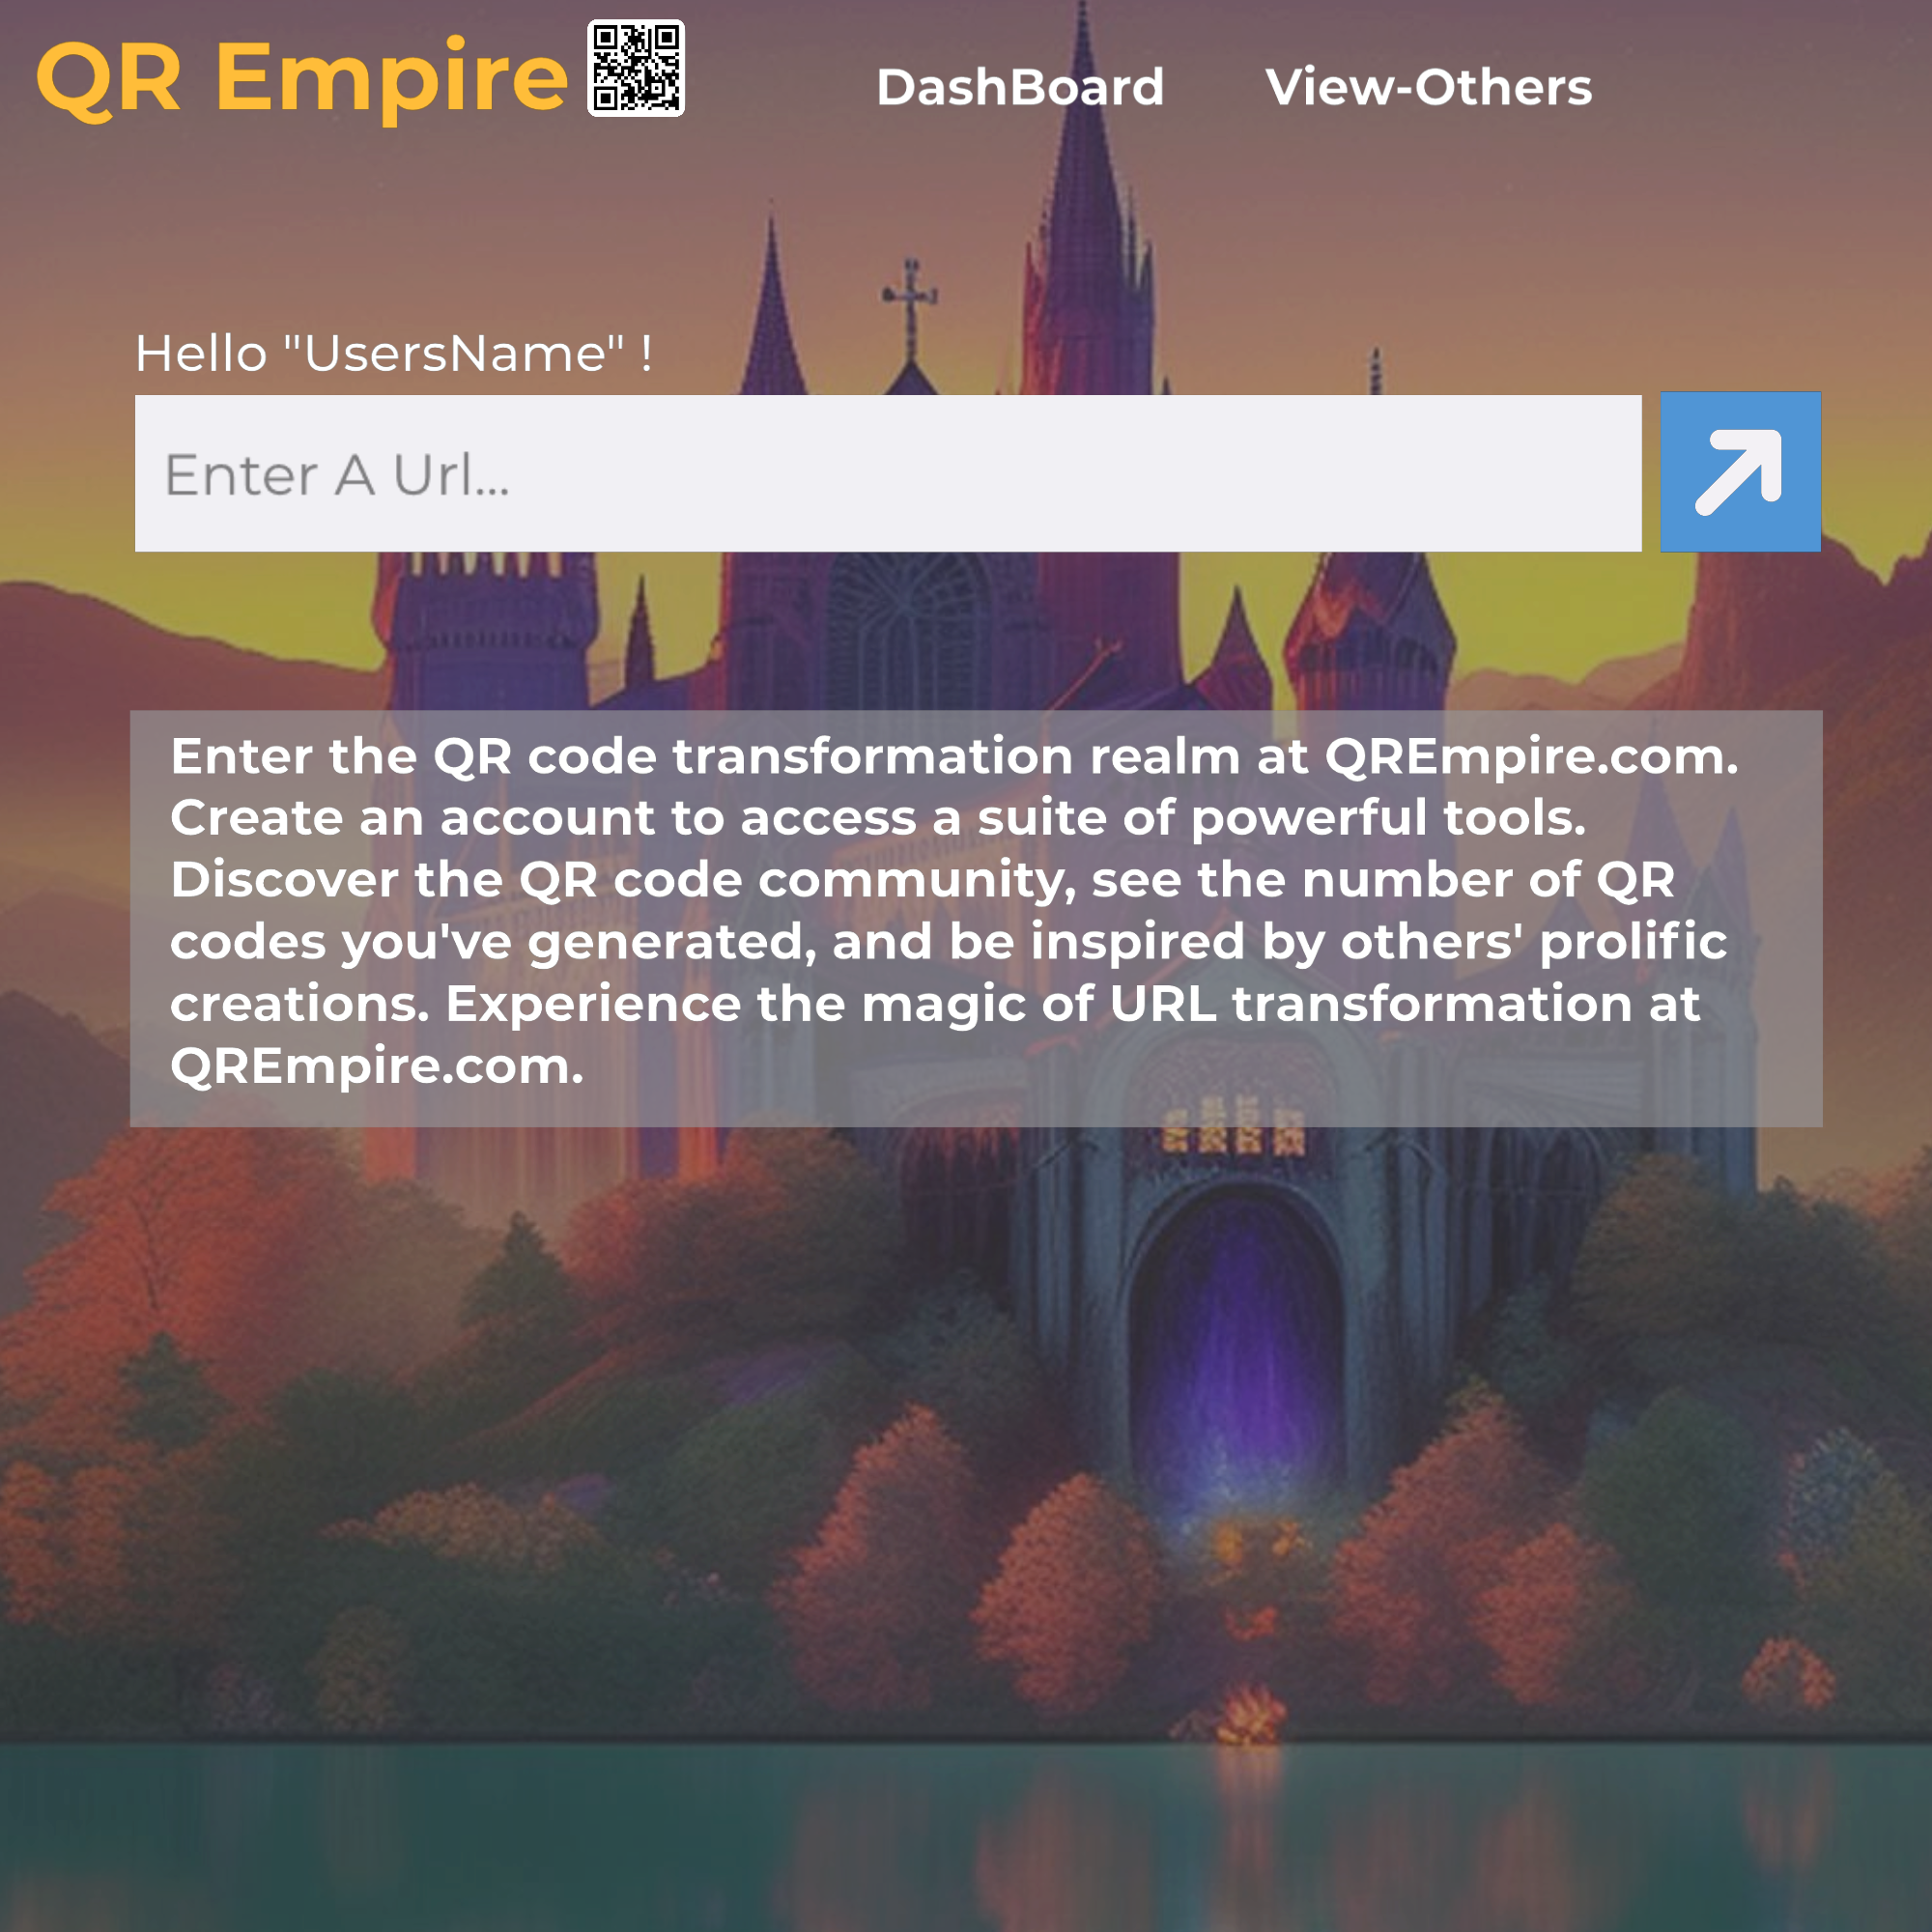 QR Empire
DashBoard
View-Others
Hello "UsersName" !
Enter A Url...
Enter the QR code transformation realm at QREmpire.com.
Create an account to access a suite of powerful tools.
Discover the QR code community, see the number of QR
codes you've generated, and be inspired by others' prolific
creations. Experience the magic of URL transformation at
QREmpire.com.